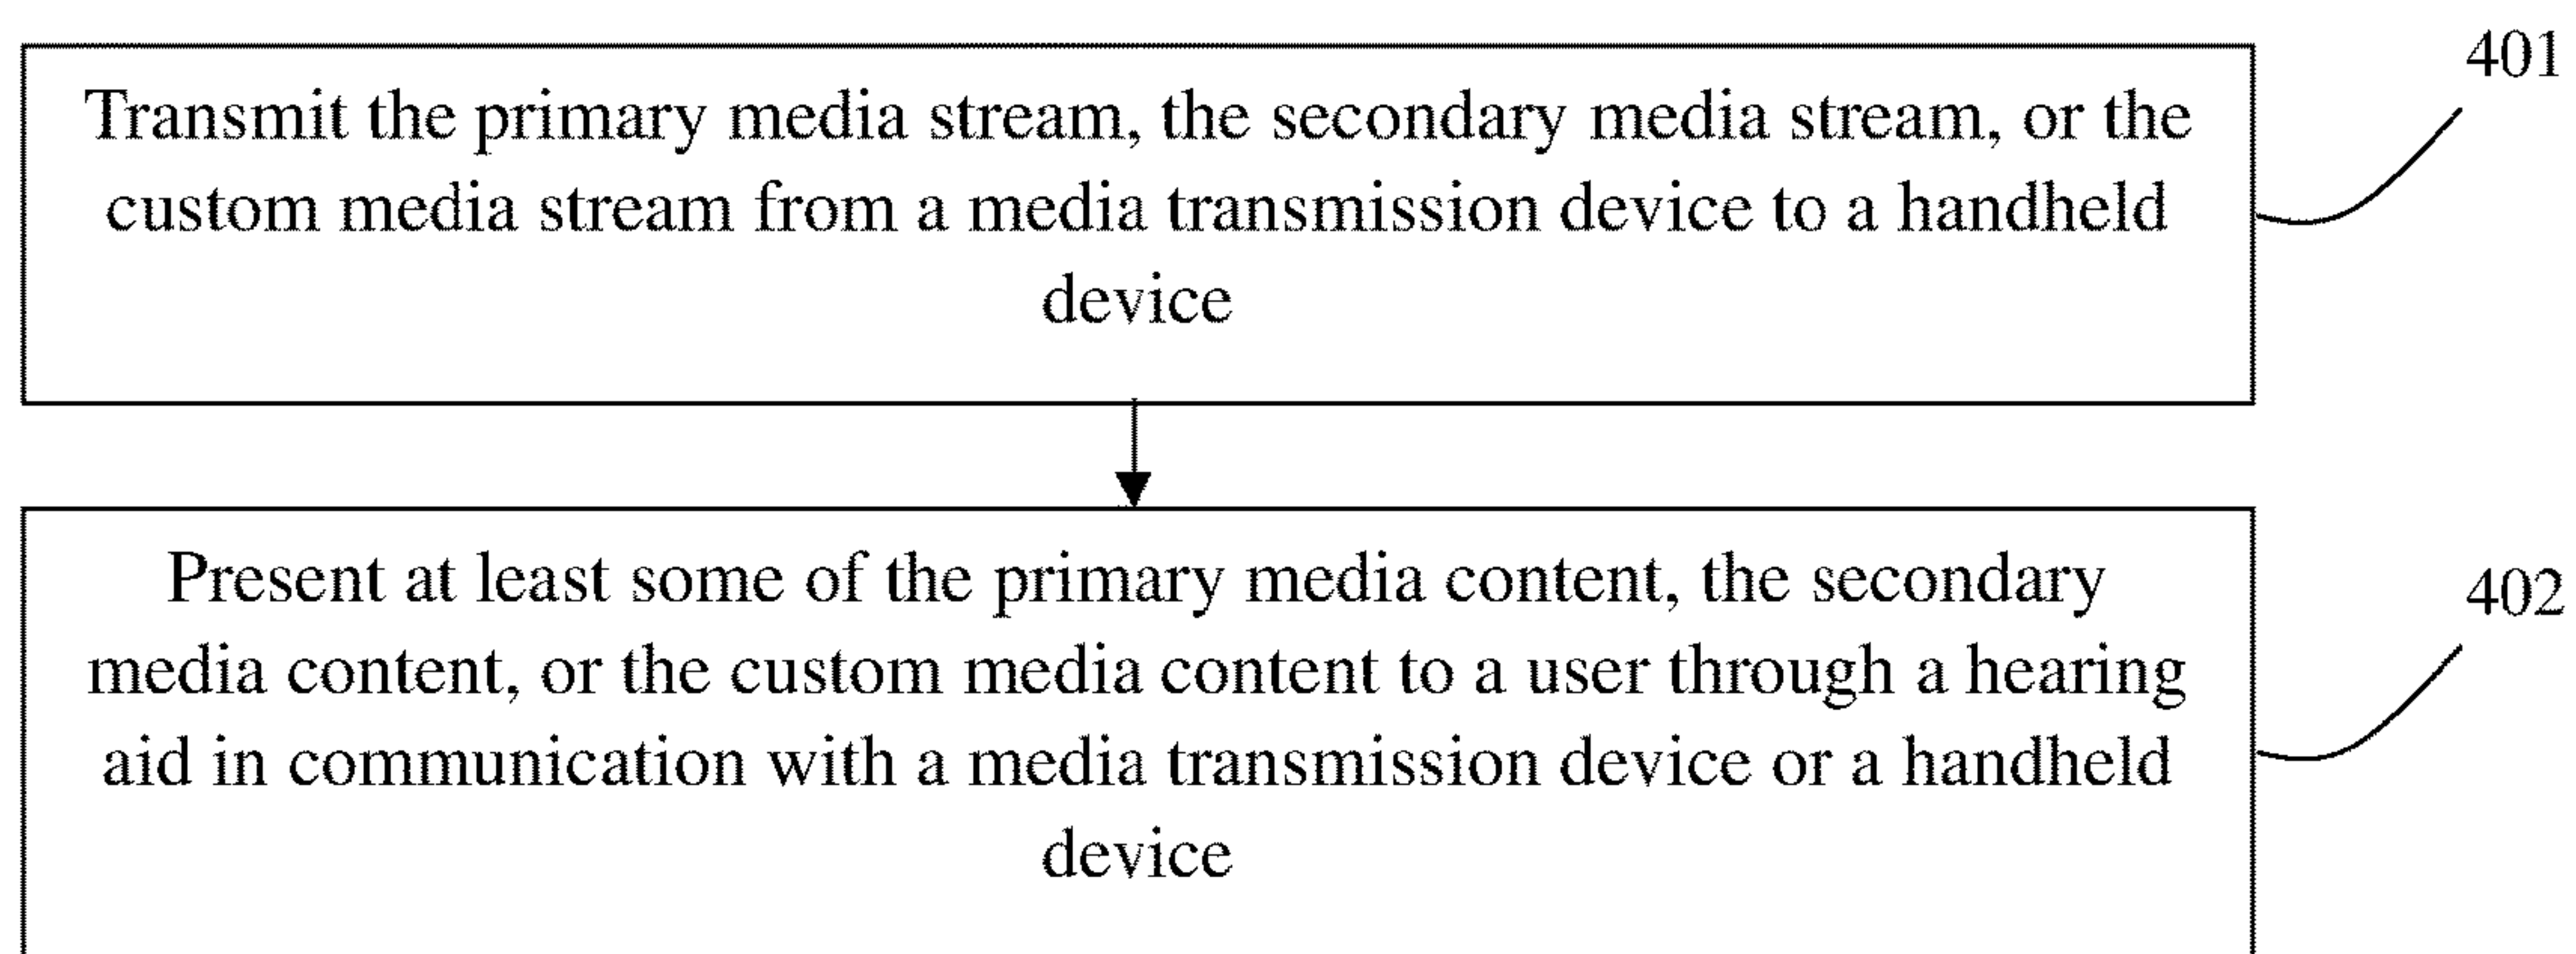 401
Transmit the primary media stream, the secondary media stream, or the
custom media stream from a media transmission device to a handheld
device
402
Present at least some of the primary media content, the secondary
media content, or the custom media content to a user through a hearing
aid in communication with a media transmission device or a handheld
device